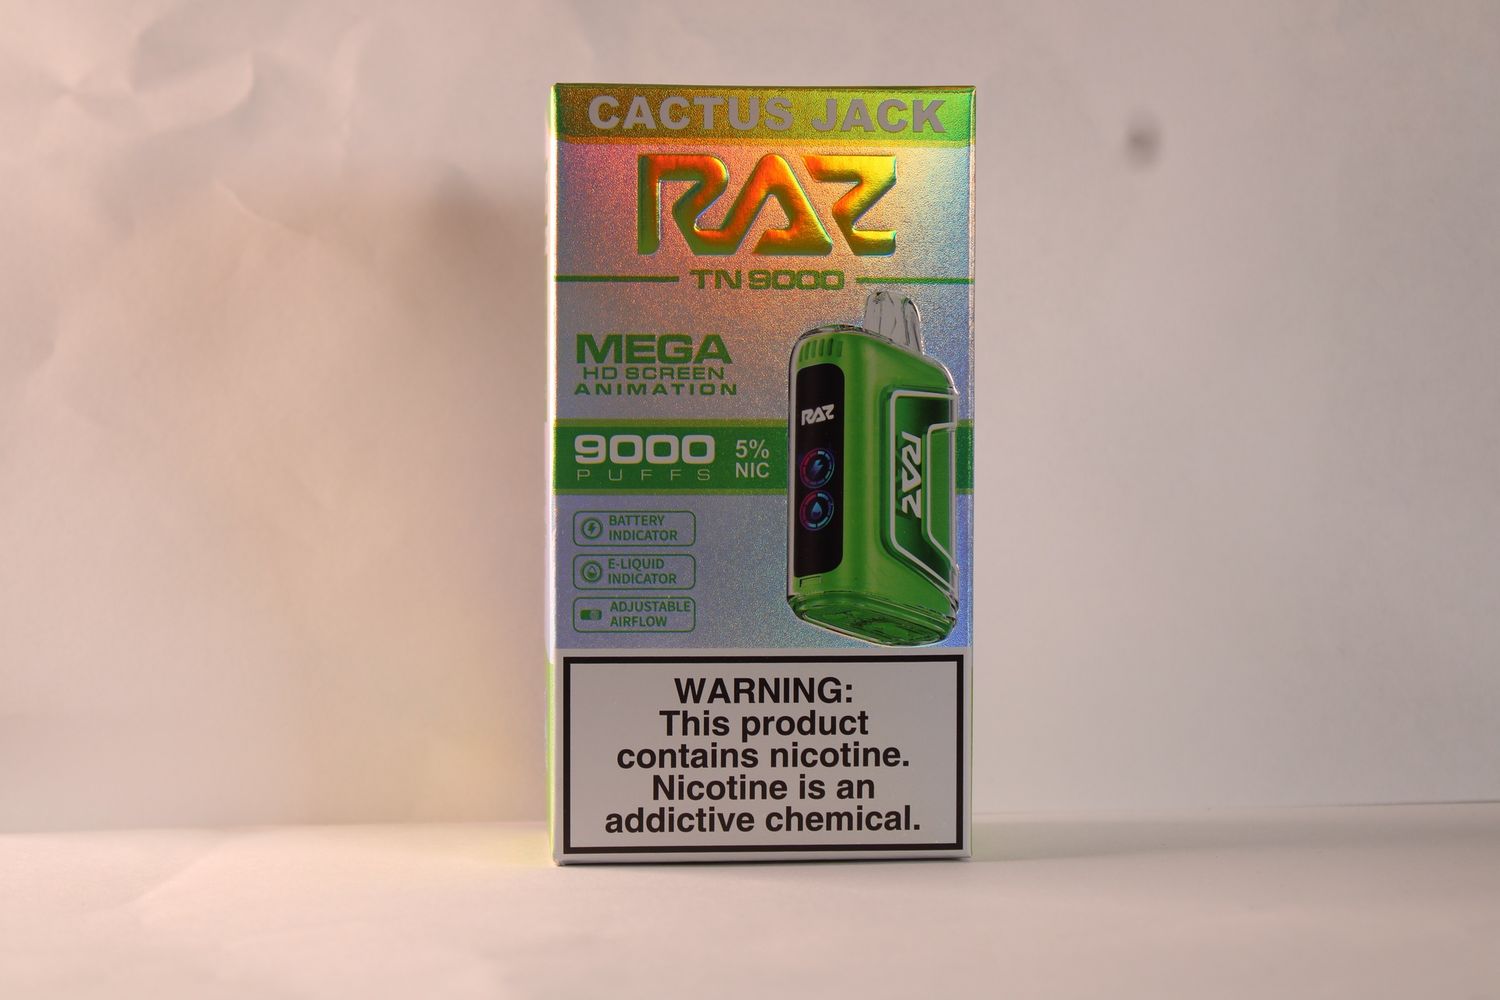 CACTUS JACK
RAZ
TN 9000
MEGA
HD SCREEN
ANIMATION
9000
PUFFS
5%
NIC
BATTERY
INDICATOR
E-LIQUID
INDICATOR
ADJUSTABLE
AIRFLOW
RAZ
RAZ
WARNING:
This product
contains nicotine.
Nicotine is an
addictive chemical.